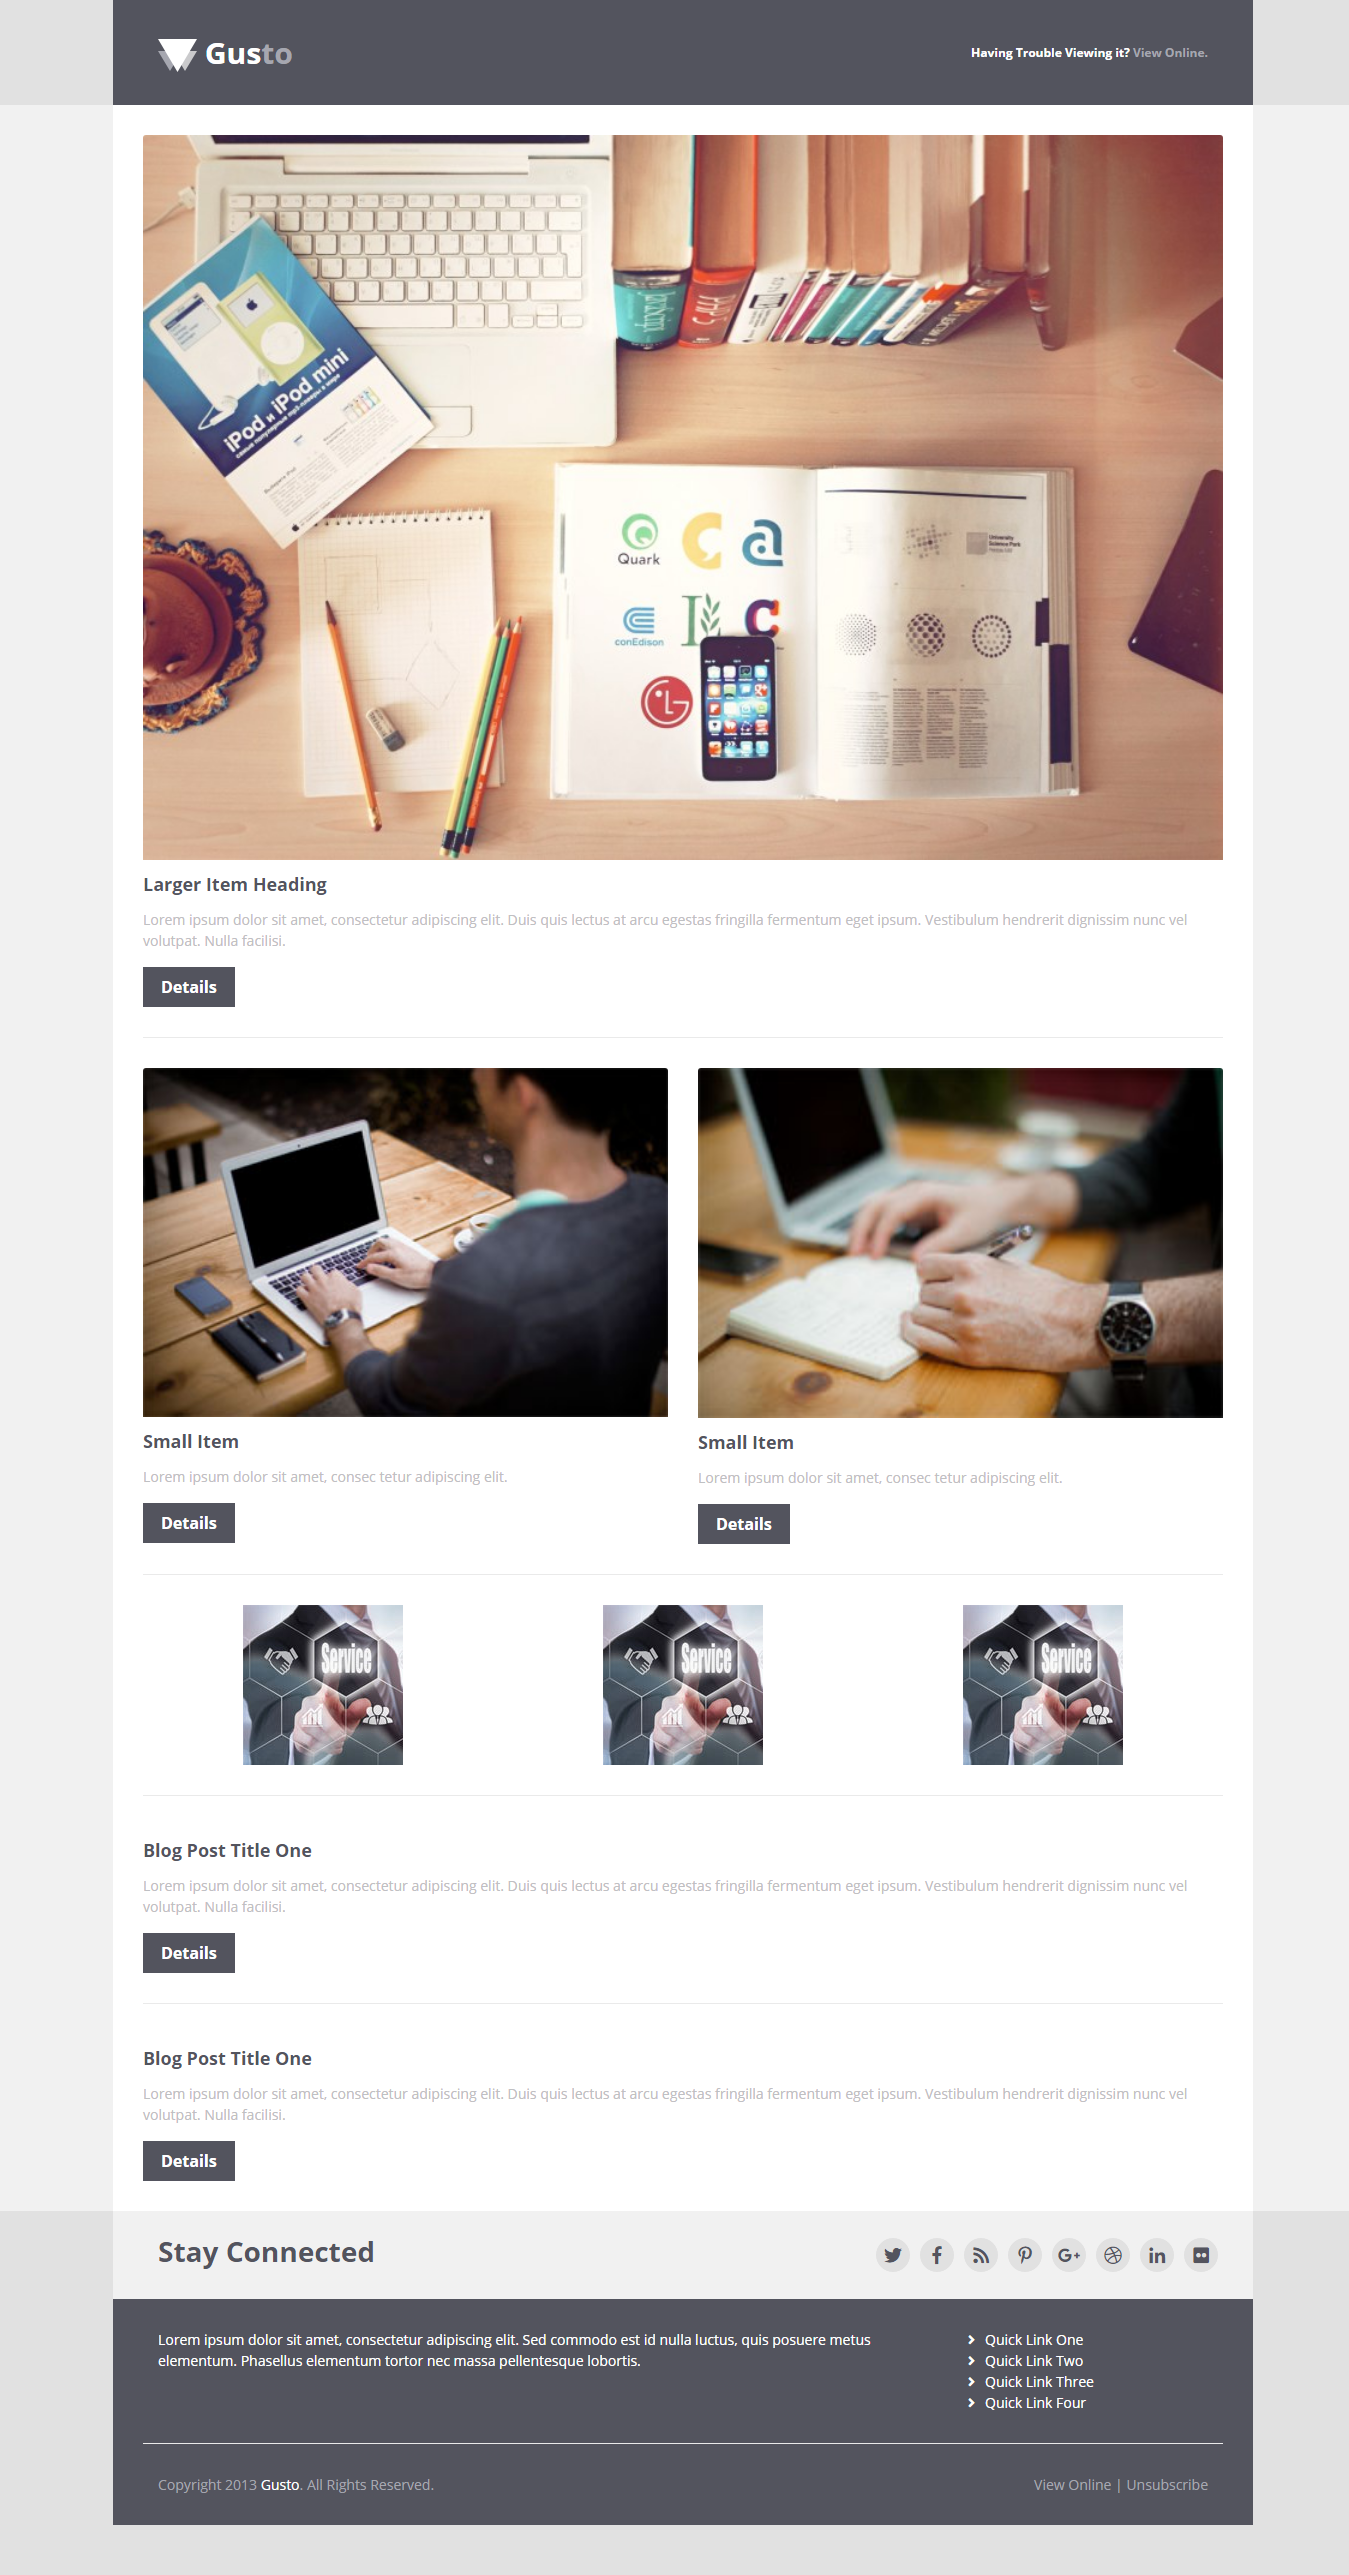 Gusto
Having Trouble Viewing it? View Online.
iPod и iPod mini
Quark
conEdison
University
Science Park
LG
Larger Item Heading
Lorem ipsum dolor sit amet, consectetur adipiscing elit. Duis quis lectus at arcu egestas fringilla fermentum eget ipsum. Vestibulum hendrerit dignissim nunc vel
volutpat. Nulla facilisi.
Details
Small Item
Lorem ipsum dolor sit amet, consec tetur adipiscing elit.
Details
Small Item
Lorem ipsum dolor sit amet, consec tetur adipiscing elit.
Details
Service
Service
Service
Blog Post Title One
Lorem ipsum dolor sit amet, consectetur adipiscing elit. Duis quis lectus at arcu egestas fringilla fermentum eget ipsum. Vestibulum hendrerit dignissim nunc vel
volutpat. Nulla facilisi.
Details
Blog Post Title One
Lorem ipsum dolor sit amet, consectetur adipiscing elit. Duis quis lectus at arcu egestas fringilla fermentum eget ipsum. Vestibulum hendrerit dignissim nunc vel
volutpat. Nulla facilisi.
Details
Stay Connected
Lorem ipsum dolor sit amet, consectetur adipiscing elit. Sed commodo est id nulla luctus, quis posuere metus
elementum. Phasellus elementum tortor nec massa pellentesque lobortis.
Quick Link One
Quick Link Two
Quick Link Three
Quick Link Four
Copyright 2013 Gusto. All Rights Reserved.
View Online | Unsubscribe